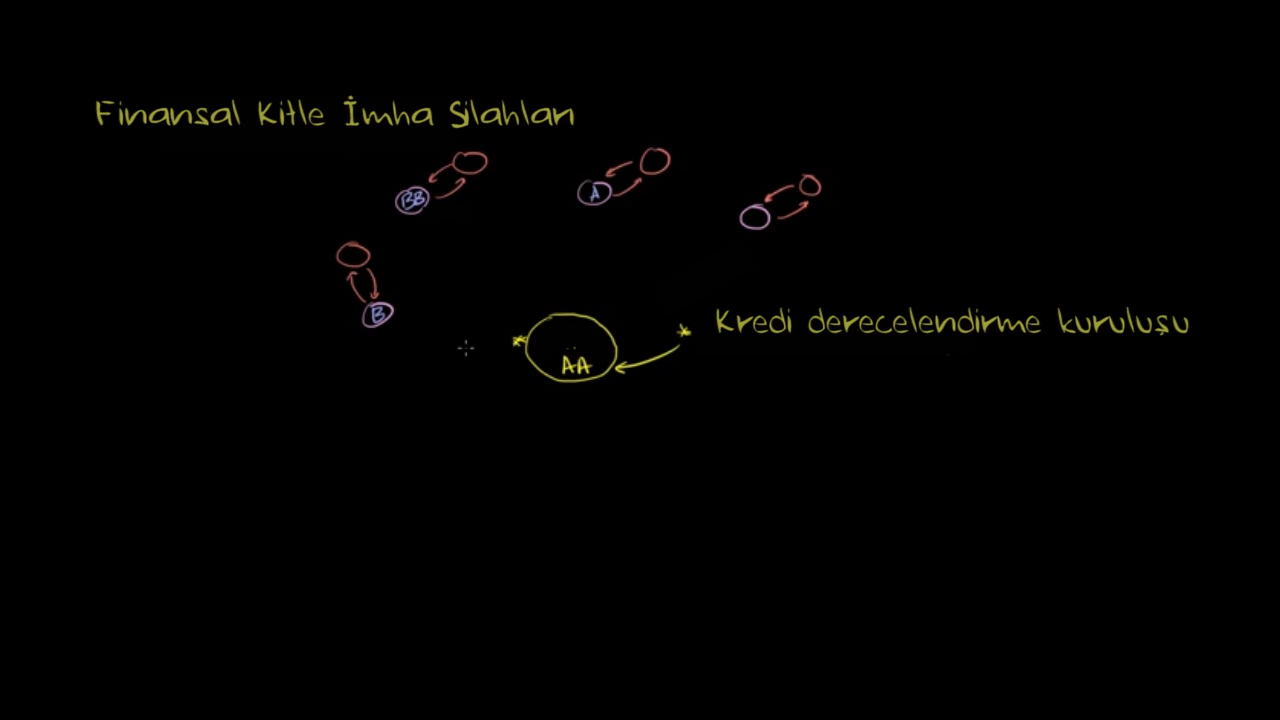 Finansal Kitle İmha Silahları
BB
A
B
Kredi derecelendirme kuruluşu
AA